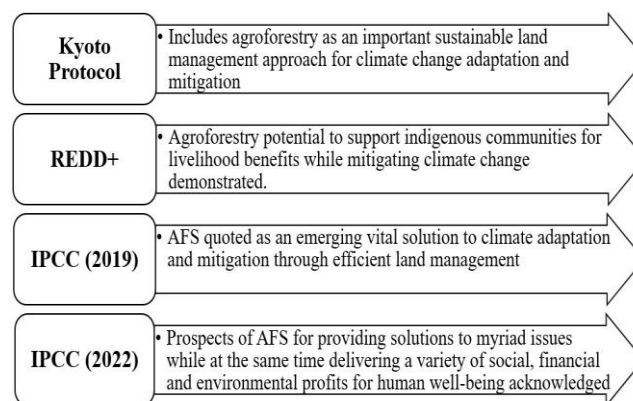 Kyoto
Protocol
• Includes agroforestry as an important sustainable land
management approach for climate change adaptation and
mitigation
REDD+
• Agroforestry potential to support indigenous communities for
livelihood benefits while mitigating climate change
demonstrated.
IPCC (2019)
• AFS quoted as an emerging vital solution to climate adaptation
and mitigation through efficient land management
IPCC (2022)
• Prospects of AFS for providing solutions to myriad issues
while at the same time delivering a variety of social, financial
and environmental profits for human well-being acknowledged